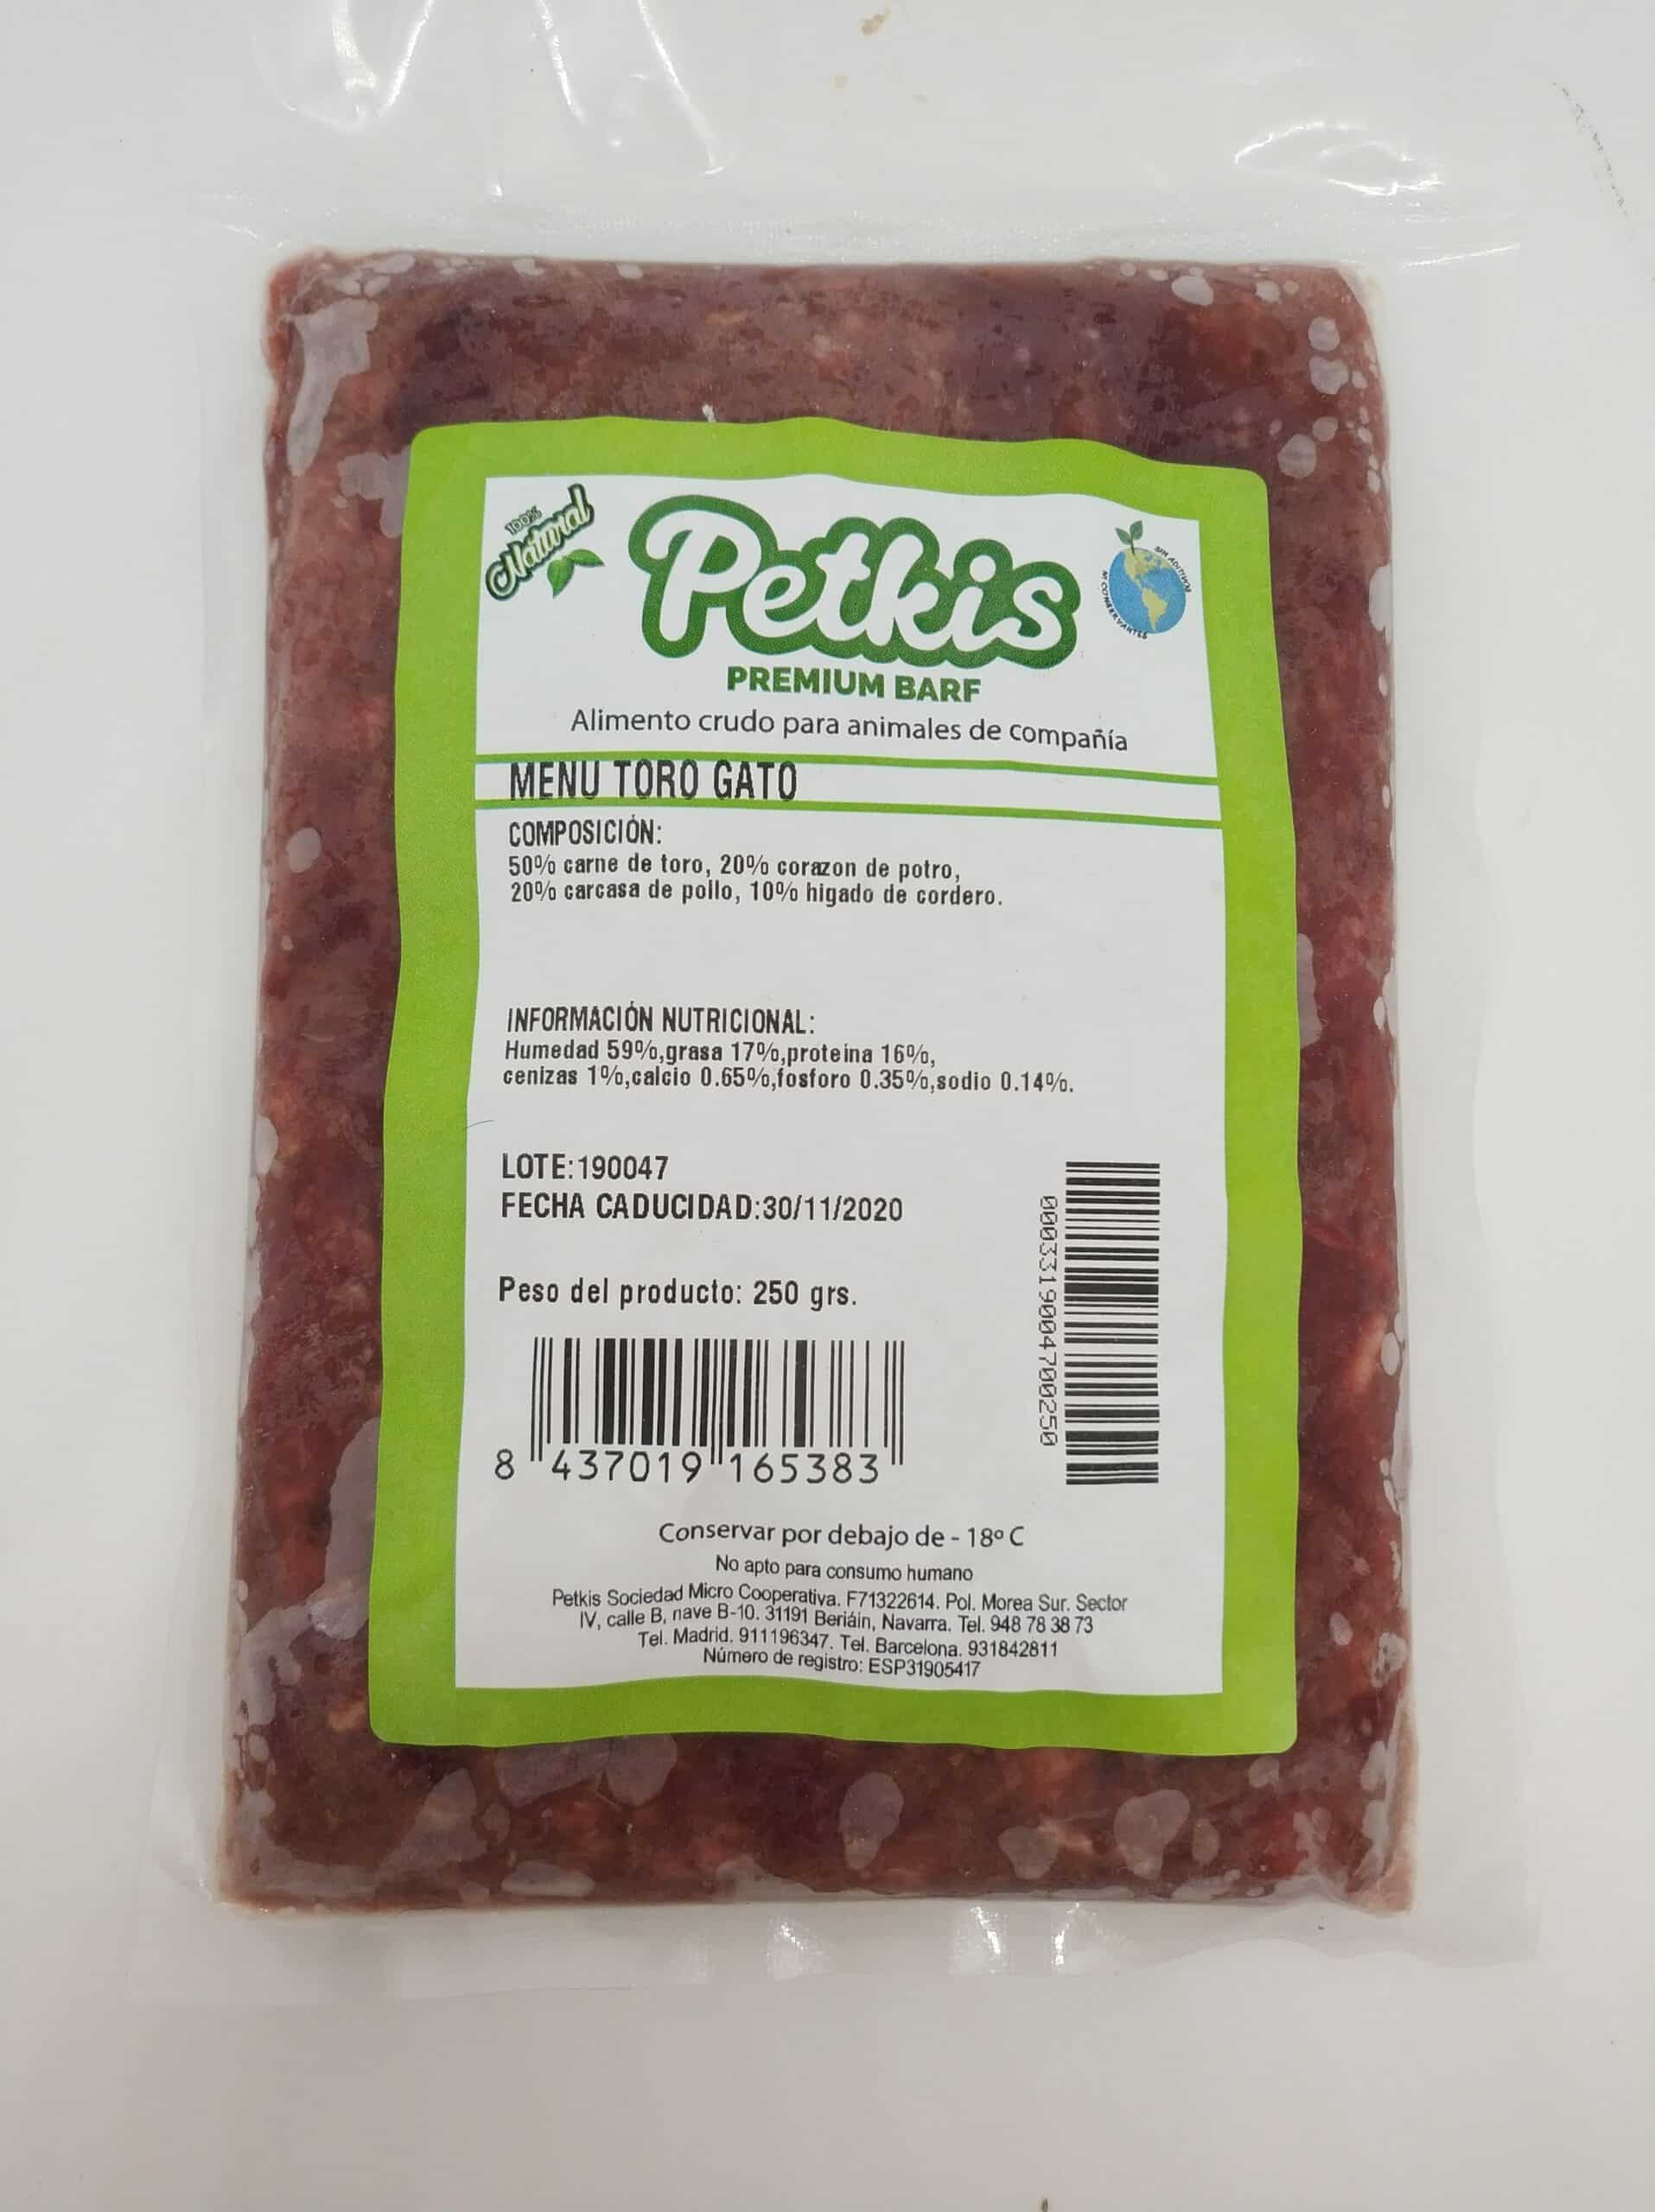 100%
Natural
Petkis
SIN ADITIVOS
NI CONSERVANTES
PREMIUM BARF
Alimento crudo para animales de compañía
MENU TORO GATO
COMPOSICIÓN:
50% carne de toro, 20% corazon de potro,
20% carcasa de pollo, 10% higado de cordero.
INFORMACIÓN NUTRICIONAL:
Humedad 59%,grasa 17%,proteína 16%,
cenizas 1%,calcio 0.65%,fosforo 0.35%,sodio 0.14%.
LOTE:190047
FECHA CADUCIDAD:30/11/2020
Peso del producto: 250 grs.
8 437019 165383
0003319004700250
Conservar por debajo de - 18º C
No apto para consumo humano
Petkis Sociedad Micro Cooperativa. F71322614. Pol. Morea Sur. Sector
IV, calle B, nave B-10. 31191 Beriáin, Navarra. Tel. 948 78 38 73
Tel. Madrid. 911196347. Tel. Barcelona. 931842811
Número de registro: ESP31905417